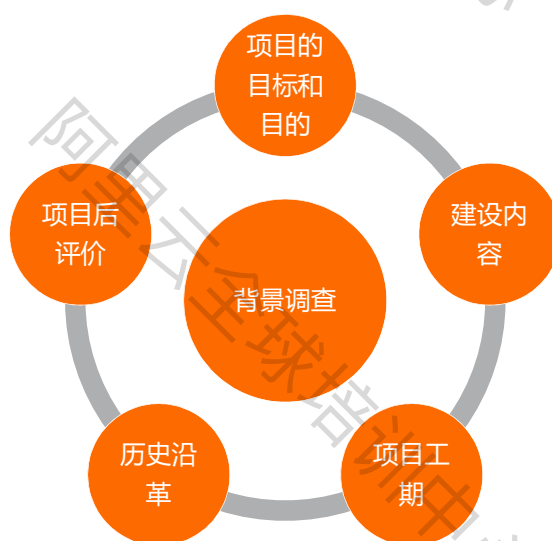 项目的
目标和
目的
建设内
容
项目工
期
历史沿
革
项目后
评价
背景调查
阿里云全球培训中